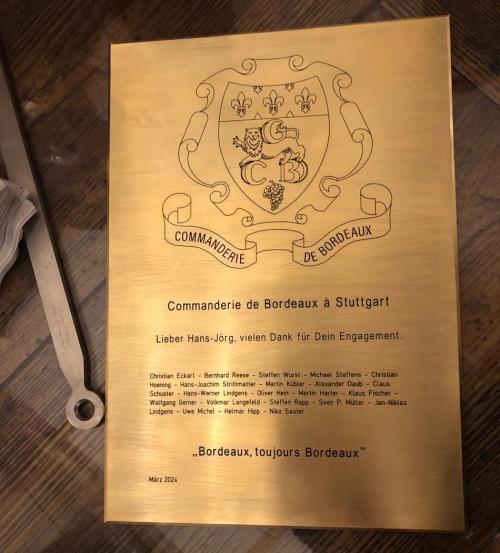 C B
COMMANDERIE DE BORDEAUX
Commanderie de Bordeaux à Stuttgart
Lieber Hans-Jörg, vielen Dank für Dein Engagement.
Christian Eckart - Bernhard Reese - Steffen Wurst - Michael Steffens - Christian
Hoening - Hans-Joachim Strittmatter - Martin Kübler - Alexander Daub - Claus
Schuster - Hans-Werner Lindgens - Oliver Hein - Martin Harter - Klaus Fischer -
Wolfgang Gerner - Volkmar Langefeld - Steffen Rapp - Sven P. Müller - Jan-Niklas
Lindgens - Uwe Michel - Helmar Hipp - Niko Sauter
„Bordeaux, toujours Bordeaux“
März 2024